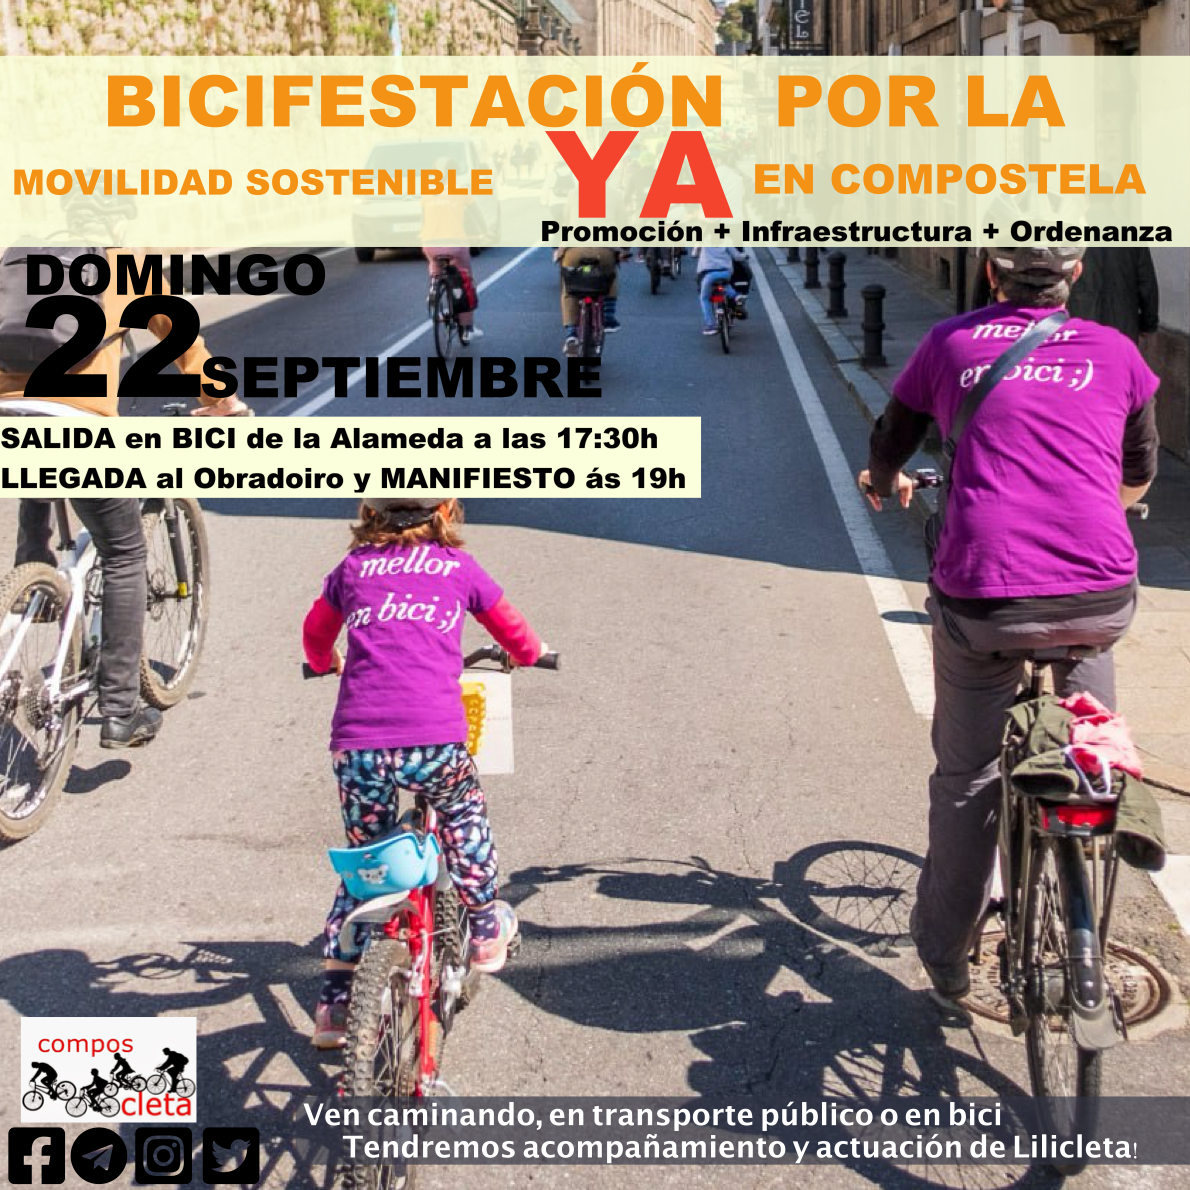 BICIFESTACIÓN POR LA
MOVILIDAD SOSTENIBLE YA EN COMPOSTELA
Promoción + Infraestructura + Ordenanza
DOMINGO
22 SEPTIEMBRE
SALIDA en BICI de la Alameda a las 17:30h
LLEGADA al Obradoiro y MANIFIESTO ás 19h
mellor
en bici ;)
mellor
en bici ;)
compos
cleta
Ven caminando, en transporte público o en bici
Tendremos acompañamiento y actuación de Lilicleta!